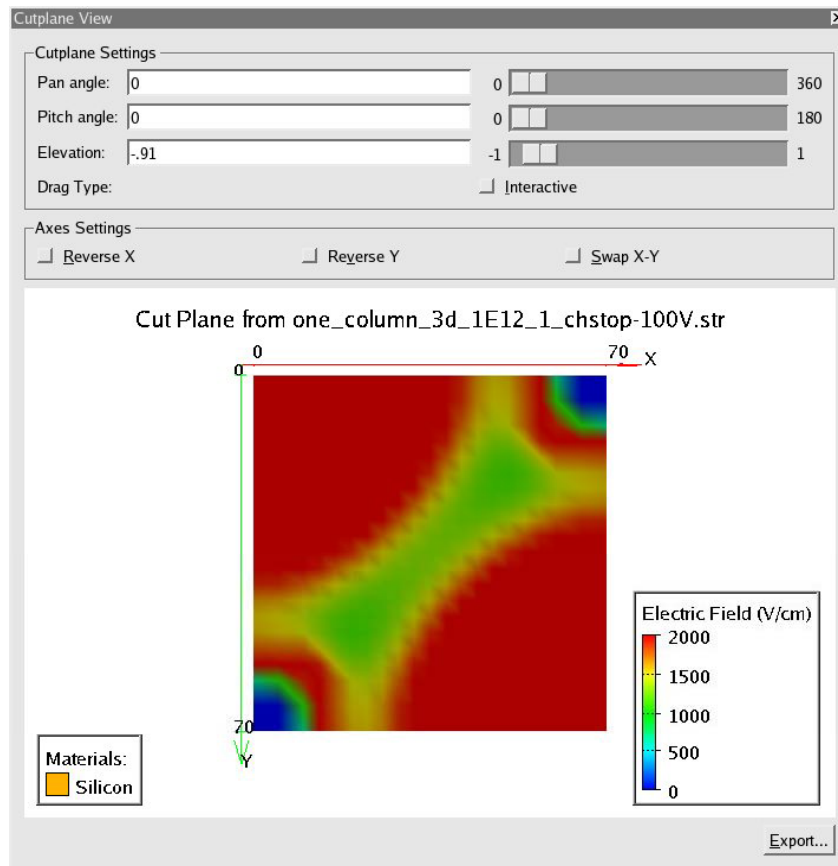 Cutplane View
Cutplane Settings
Pan angle: 0 0 360
Pitch angle: 0 0 180
Elevation: -.91 -1 1
Drag Type: Interactive
Axes Settings
Reverse X Reverse Y Swap X-Y
Cut Plane from one_column_3d_1E12_1_chstop-100V.str
0 70 X
0
70
Y
Electric Field (V/cm)
2000
1500
1000
500
0
Materials:
Silicon
Export...